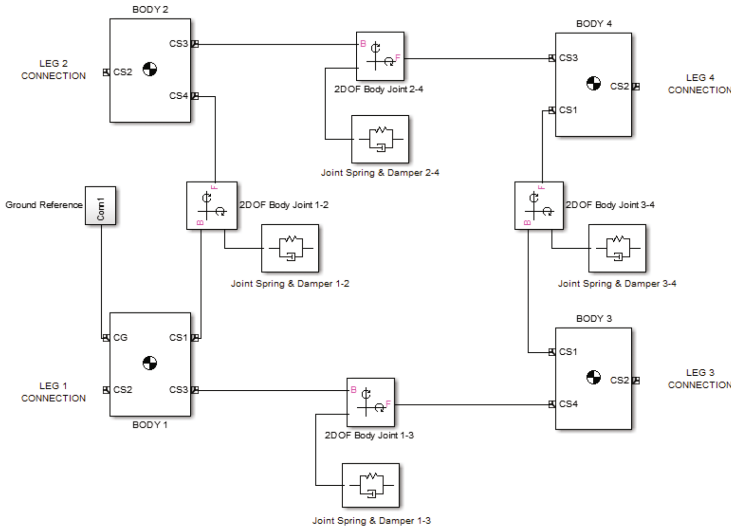 BODY 2
BODY 4
CS3
B
F
CS3
LEG 2
CONNECTION
CS2
CS2
LEG 4
CONNECTION
CS4
2DOF Body Joint 2-4
CS1
Joint Spring & Damper 2-4
Ground Reference
Conn1
F
B
2DOF Body Joint 1-2
F
B
2DOF Body Joint 3-4
Joint Spring & Damper 1-2
Joint Spring & Damper 3-4
BODY 3
CG
CS1
CS1
LEG 1
CONNECTION
CS2
CS3
B
F
CS2
LEG 3
CONNECTION
CS4
BODY 1
2DOF Body Joint 1-3
Joint Spring & Damper 1-3